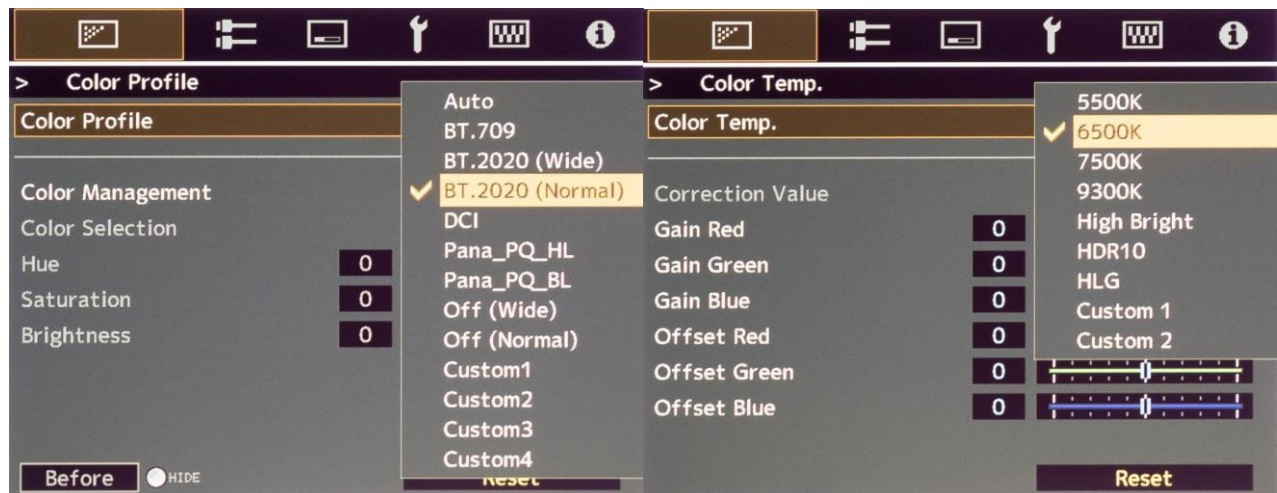 > Color Profile
Color Profile
Color Management
Color Selection
Hue 0
Saturation 0
Brightness 0
Auto
BT.709
BT.2020 (Wide)
BT.2020 (Normal)
DCI
Pana_PQ_HL
Pana_PQ_BL
Off (Wide)
Off (Normal)
Custom1
Custom2
Custom3
Custom4
Before HIDE
Reset
> Color Temp.
Color Temp.
Correction Value
Gain Red 0
Gain Green 0
Gain Blue 0
Offset Red 0
Offset Green 0
Offset Blue 0
5500K
6500K
7500K
9300K
High Bright
HDR10
HLG
Custom 1
Custom 2
Reset